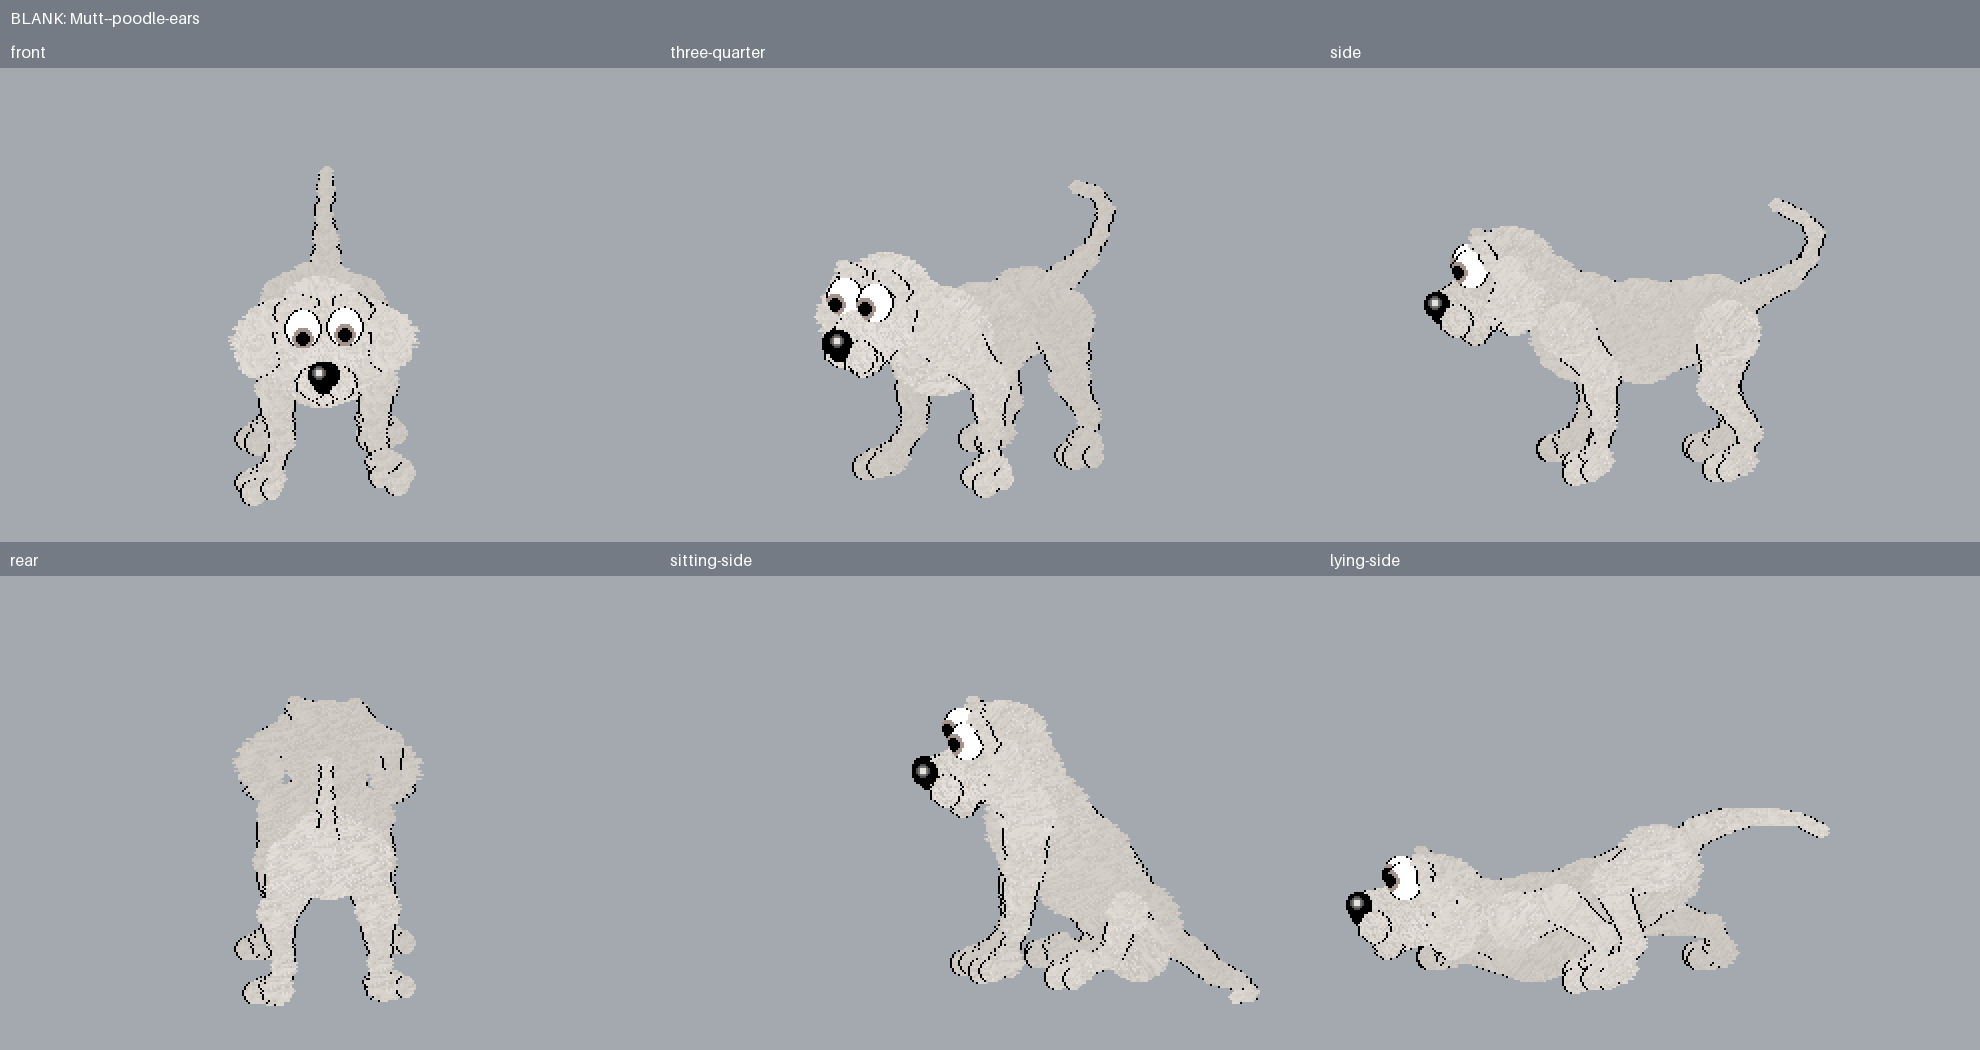 BLANK: Mutt--poodle-ears
front
three-quarter
side
rear
sitting-side
lying-side